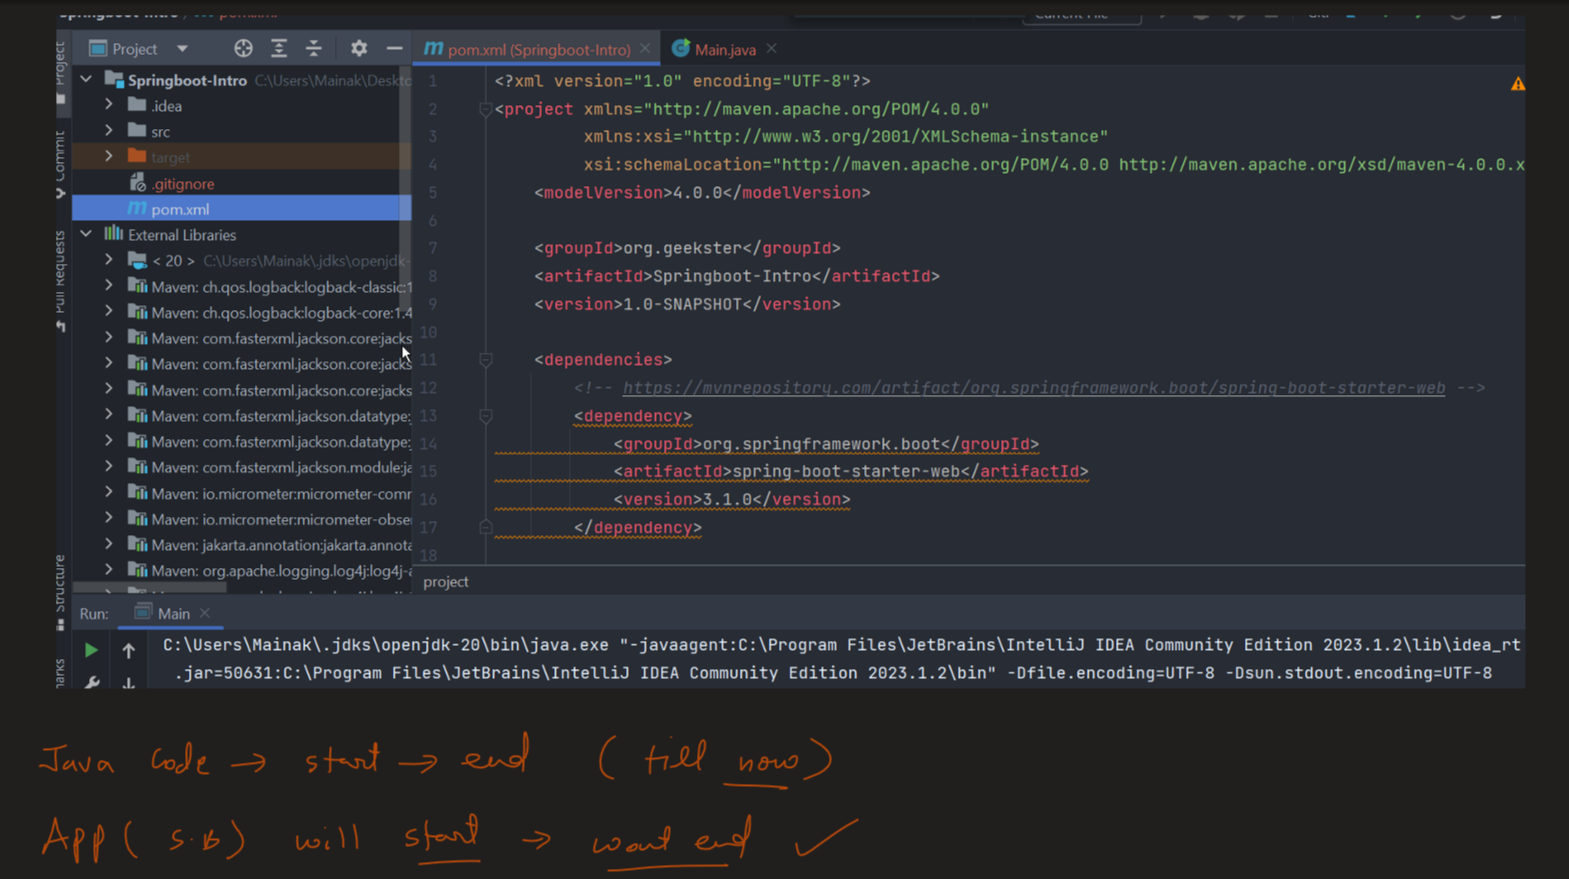 Project
pom.xml (Springboot-Intro)
Main.java
Springboot-Intro C:\Users\Mainak\Deskto
.idea
src
target
.gitignore
pom.xml
External Libraries
< 20 > C:\Users\Mainak\.jdks\openjdk-
Maven: ch.qos.logback:logback-classic:1
Maven: ch.qos.logback:logback-core:1.4
Maven: com.fasterxml.jackson.core:jacks
Maven: com.fasterxml.jackson.core:jacks
Maven: com.fasterxml.jackson.core:jacks
Maven: com.fasterxml.jackson.datatype:
Maven: com.fasterxml.jackson.datatype:
Maven: com.fasterxml.jackson.module:ja
Maven: io.micrometer:micrometer-comm
Maven: io.micrometer:micrometer-obse
Maven: jakarta.annotation:jakarta.annota
Maven: org.apache.logging.log4j:log4j-a
Project
Commit
Pull Requests
Structure
1 <?xml version="1.0" encoding="UTF-8"?>
2 <project xmlns="http://maven.apache.org/POM/4.0.0"
3 xmlns:xsi="http://www.w3.org/2001/XMLSchema-instance"
4 xsi:schemaLocation="http://maven.apache.org/POM/4.0.0 http://maven.apache.org/xsd/maven-4.0.0.x
5 <modelVersion>4.0.0</modelVersion>
6
7 <groupId>org.geekster</groupId>
8 <artifactId>Springboot-Intro</artifactId>
9 <version>1.0-SNAPSHOT</version>
10
11 <dependencies>
12 <!-- https://mvnrepository.com/artifact/org.springframework.boot/spring-boot-starter-web -->
13 <dependency>
14 <groupId>org.springframework.boot</groupId>
15 <artifactId>spring-boot-starter-web</artifactId>
16 <version>3.1.0</version>
17 </dependency>
18
project
Run: Main
C:\Users\Mainak\.jdks\openjdk-20\bin\java.exe "-javaagent:C:\Program Files\JetBrains\IntelliJ IDEA Community Edition 2023.1.2\lib\idea_rt
.jar=50631:C:\Program Files\JetBrains\IntelliJ IDEA Community Edition 2023.1.2\bin" -Dfile.encoding=UTF-8 -Dsun.stdout.encoding=UTF-8
Java Code → start → end ( till now )
App ( S.B ) will start → wont end ✓